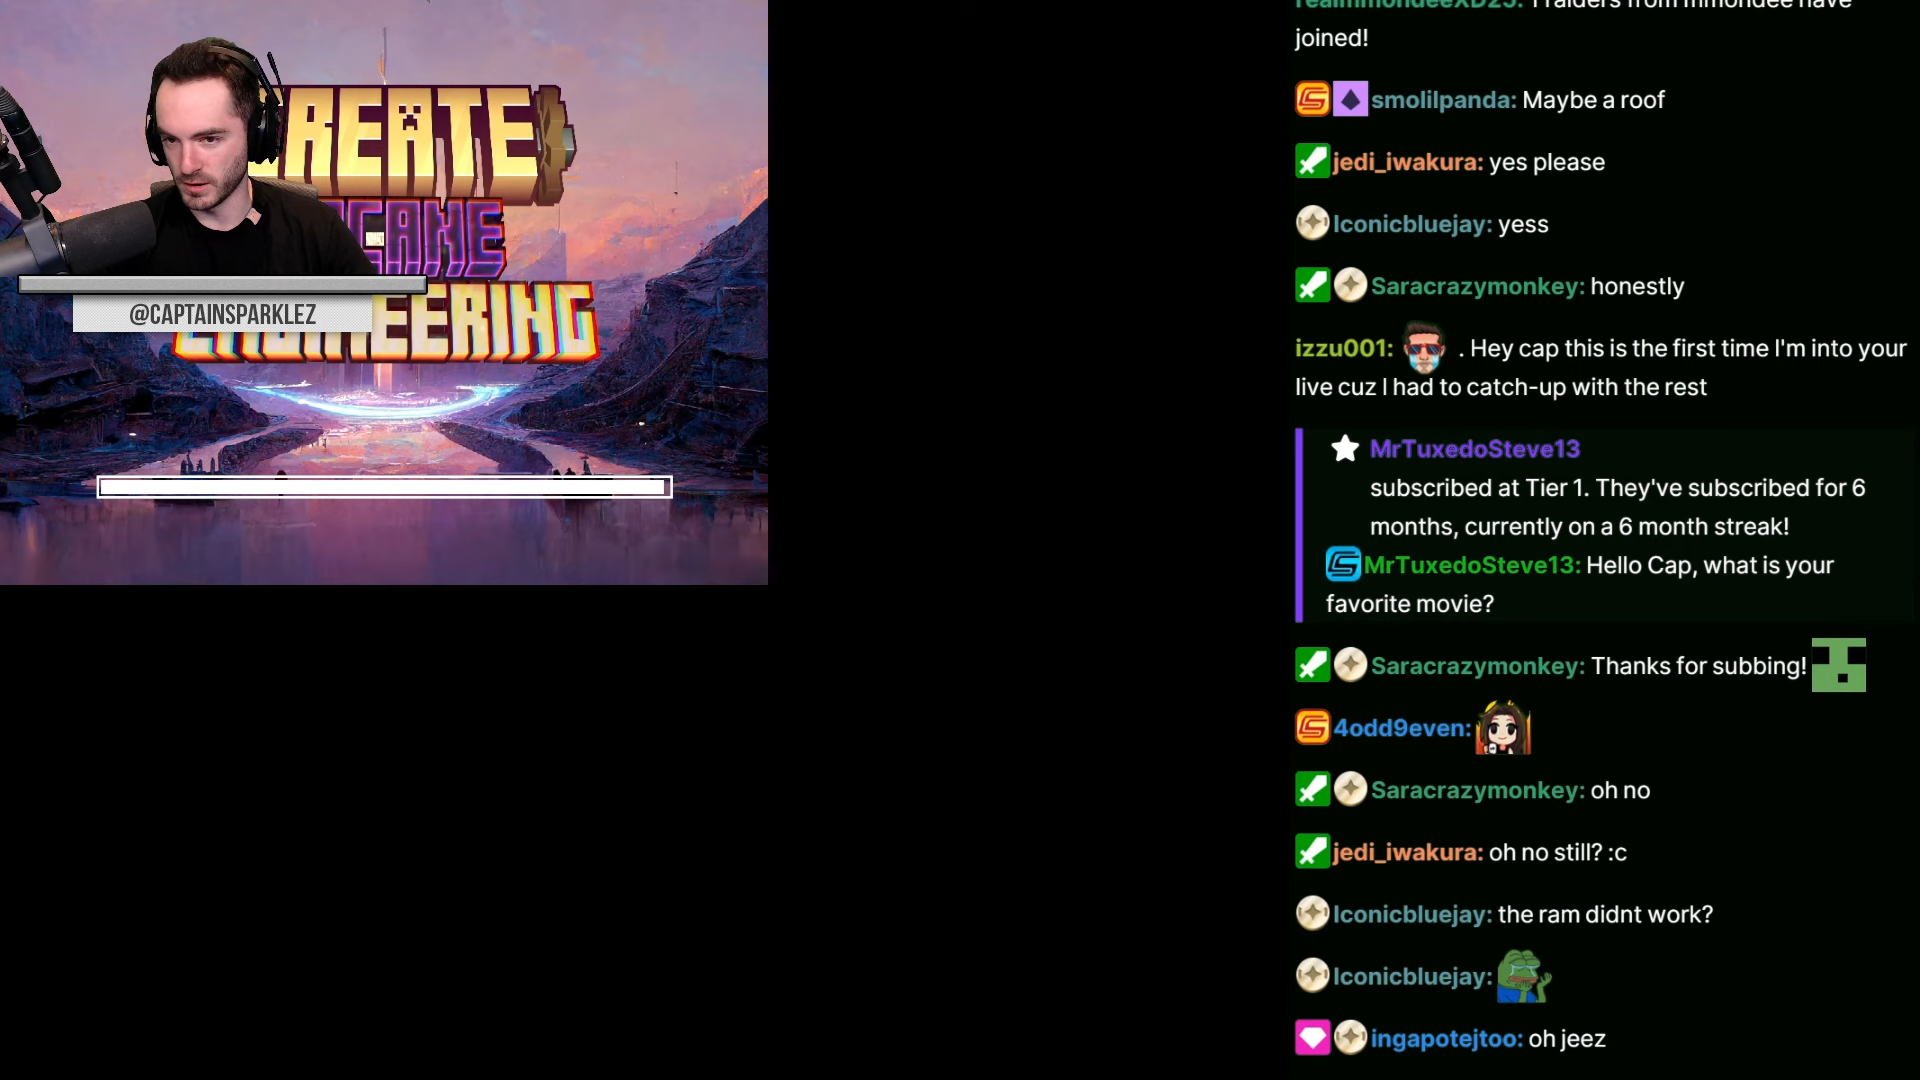 CREATE
ENGINEERING
@CAPTAINSPARKLEZ
joined!
smolilpanda: Maybe a roof
jedi_iwakura: yes please
Iconicbluejay: yess
Saracrazymonkey: honestly
izzu001: . Hey cap this is the first time I'm into your
live cuz I had to catch-up with the rest
MrTuxedoSteve13
subscribed at Tier 1. They've subscribed for 6
months, currently on a 6 month streak!
MrTuxedoSteve13: Hello Cap, what is your
favorite movie?
Saracrazymonkey: Thanks for subbing!
4odd9even:
Saracrazymonkey: oh no
jedi_iwakura: oh no still? :c
Iconicbluejay: the ram didnt work?
Iconicbluejay:
ingapotejtoo: oh jeez